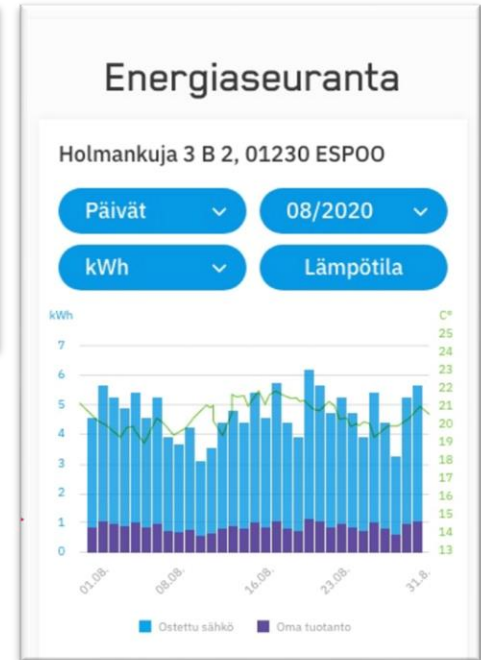 Energiaseuranta
Holmankuja 3 B 2, 01230 ESPOO
Päivät 08/2020
kWh Lämpötila
kWh C°
25
7 24
23
6 22
21
5 20
4 19
18
3 17
2 16
15
1 14
0 13
01.08. 08.08. 16.08. 23.08. 31.8.
Ostettu sähkö Oma tuotanto